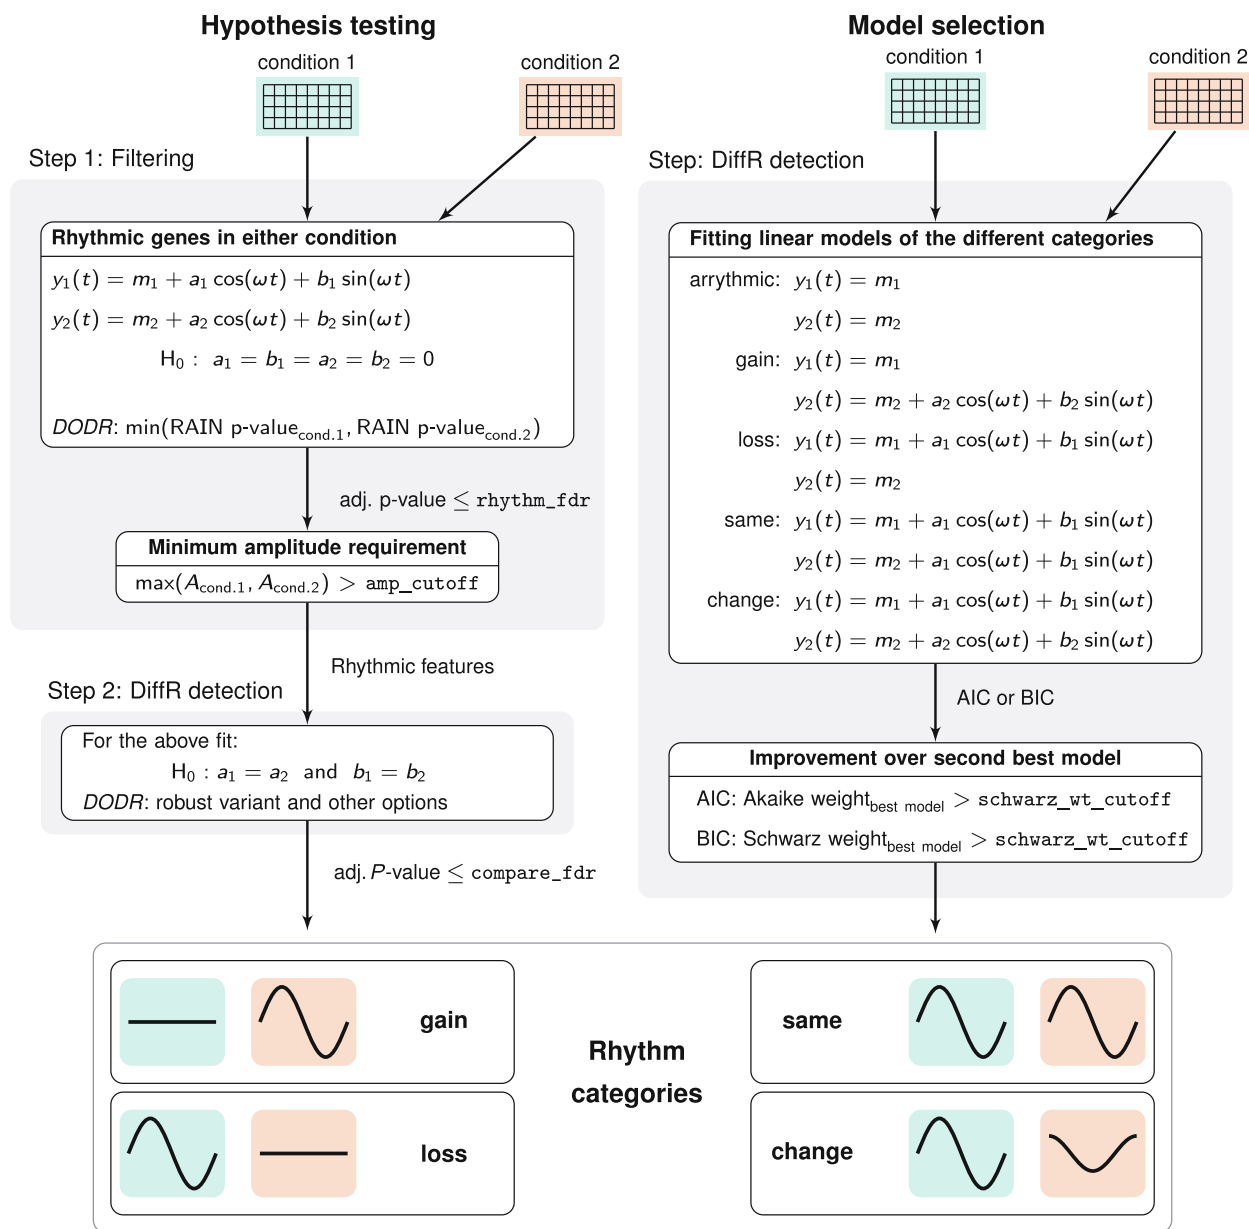 Hypothesis testing
condition 1
condition 2
Step 1: Filtering
Rhythmic genes in either condition
y₁(t) = m₁ + a₁ cos(ωt) + b₁ sin(ωt)
y₂(t) = m₂ + a₂ cos(ωt) + b₂ sin(ωt)
H₀ : a₁ = b₁ = a₂ = b₂ = 0
DODR: min(RAIN p-value_cond.1, RAIN p-value_cond.2)
adj. p-value ≤ rhythm_fdr
Minimum amplitude requirement
max(A_cond.1, A_cond.2) > amp_cutoff
Rhythmic features
Step 2: DiffR detection
For the above fit:
H₀ : a₁ = a₂ and b₁ = b₂
DODR: robust variant and other options
adj. P-value ≤ compare_fdr
Model selection
condition 1
condition 2
Step: DiffR detection
Fitting linear models of the different categories
arrythmic: y₁(t) = m₁
y₂(t) = m₂
gain: y₁(t) = m₁
y₂(t) = m₂ + a₂ cos(ωt) + b₂ sin(ωt)
loss: y₁(t) = m₁ + a₁ cos(ωt) + b₁ sin(ωt)
y₂(t) = m₂
same: y₁(t) = m₁ + a₁ cos(ωt) + b₁ sin(ωt)
y₂(t) = m₂ + a₁ cos(ωt) + b₁ sin(ωt)
change: y₁(t) = m₁ + a₁ cos(ωt) + b₁ sin(ωt)
y₂(t) = m₂ + a₂ cos(ωt) + b₂ sin(ωt)
AIC or BIC
Improvement over second best model
AIC: Akaike weight_best model > schwarz_wt_cutoff
BIC: Schwarz weight_best model > schwarz_wt_cutoff
gain
loss
Rhythm
categories
same
change